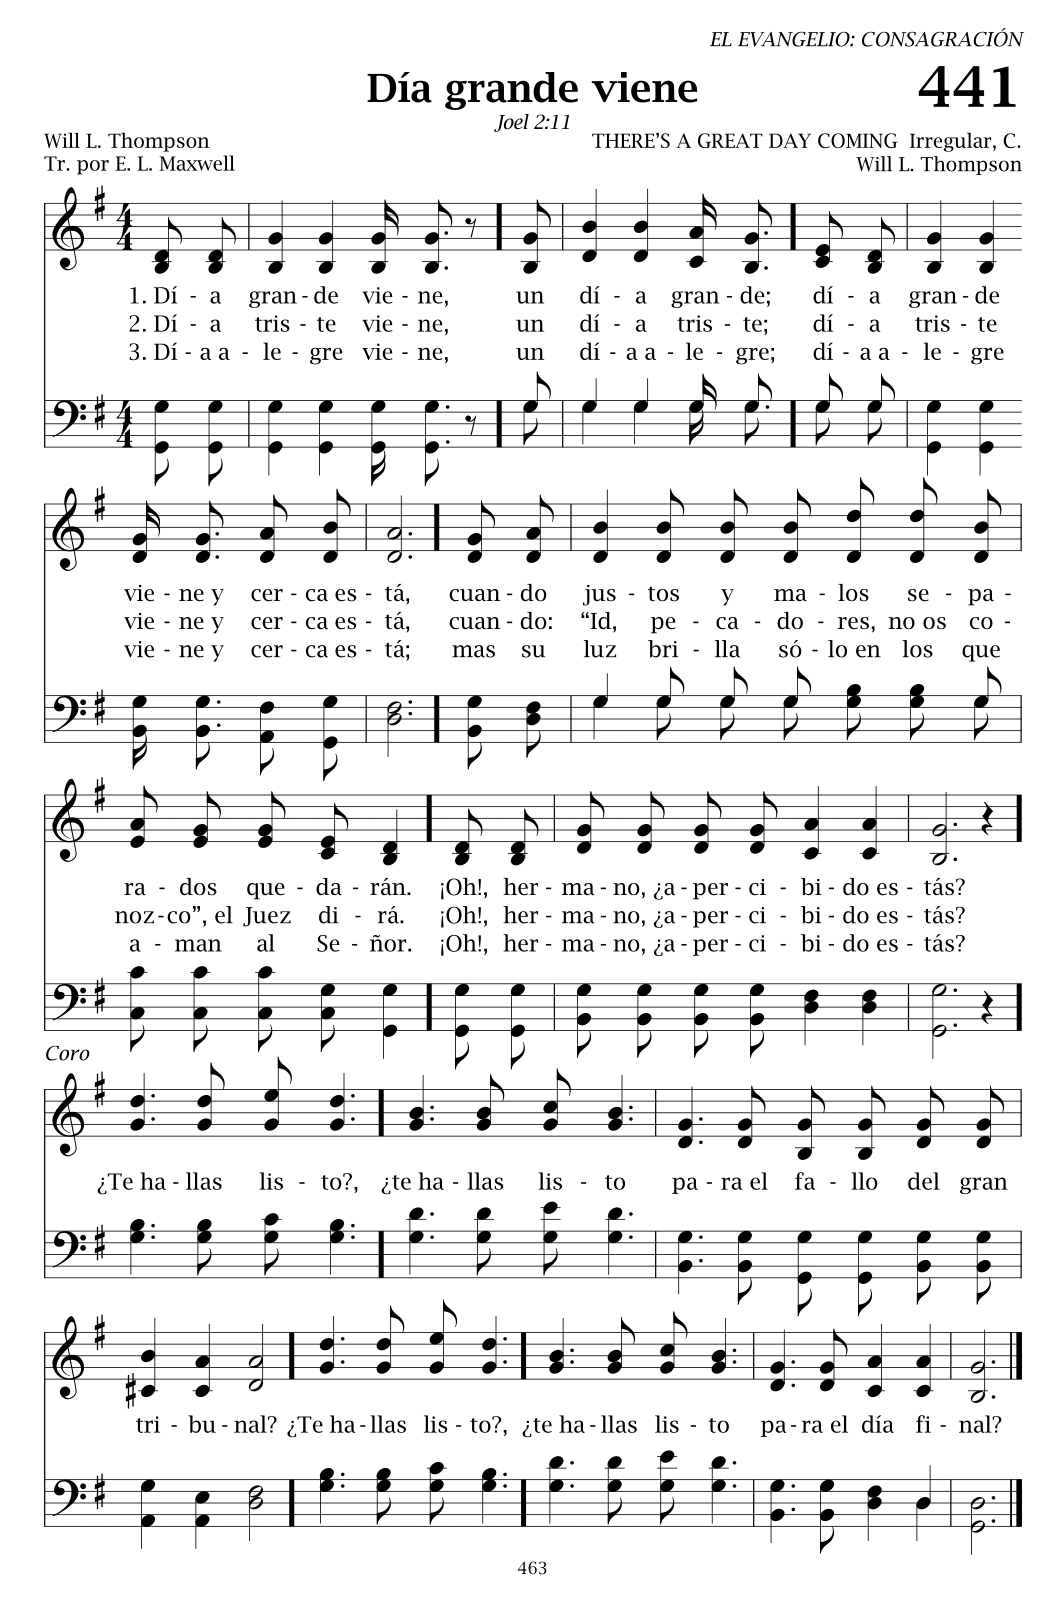 EL EVANGELIO: CONSAGRACIÓN
Día grande viene
441
Joel 2:11
Will L. Thompson
THERE'S A GREAT DAY COMING Irregular, C.
Tr. por E. L. Maxwell
Will L. Thompson
1. Dí - a gran - de vie - ne, un dí - a gran - de; dí - a gran - de
2. Dí - a tris - te vie - ne, un dí - a tris - te; dí - a tris - te
3. Dí - a a - le - gre vie - ne, un dí - a a - le - gre; dí - a a - le - gre
vie - ne y cer - ca es - tá, cuan - do jus - tos y ma - los se - pa -
vie - ne y cer - ca es - tá, cuan - do: “Id, pe - ca - do - res, no os co -
vie - ne y cer - ca es - tá; mas su luz bri - lla só - lo en los que
ra - dos que - da - rán. ¡Oh!, her - ma - no, ¿a - per - ci - bi - do es - tás?
noz - co”, el Juez di - rá. ¡Oh!, her - ma - no, ¿a - per - ci - bi - do es - tás?
a - man al Se - ñor. ¡Oh!, her - ma - no, ¿a - per - ci - bi - do es - tás?
Coro
¿Te ha - llas lis - to?, ¿te ha - llas lis - to pa - ra el fa - llo del gran
tri - bu - nal? ¿Te ha - llas lis - to?, ¿te ha - llas lis - to pa - ra el día fi - nal?
463